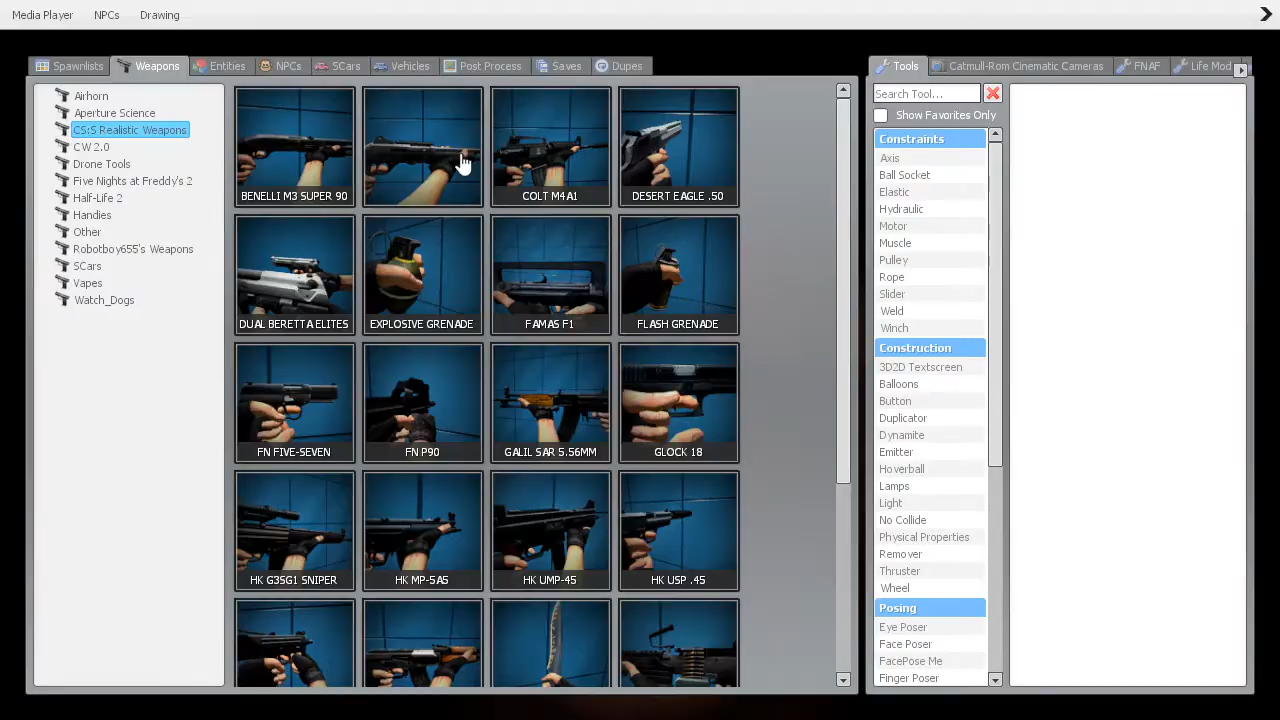 Media Player NPCs Drawing
Spawnlists Weapons Entities NPCs SCars Vehicles Post Process Saves Dupes
Airhorn
Aperture Science
CS:S Realistic Weapons
CW 2.0
Drone Tools
Five Nights at Freddy's 2
Half-Life 2
Handies
Other
Robotboy655's Weapons
SCars
Vapes
Watch_Dogs
BENELLI M3 SUPER 90
COLT M4A1
DESERT EAGLE .50
DUAL BERETTA ELITES
EXPLOSIVE GRENADE
FAMAS F1
FLASH GRENADE
FN FIVE-SEVEN
FN P90
GALIL SAR 5.56MM
GLOCK 18
HK G3SG1 SNIPER
HK MP-5A5
HK UMP-45
HK USP .45
Tools Catmull-Rom Cinematic Cameras FNAF Life Mod
Search Tool...
Show Favorites Only
Constraints
Axis
Ball Socket
Elastic
Hydraulic
Motor
Muscle
Pulley
Rope
Slider
Weld
Winch
Construction
3D2D Textscreen
Balloons
Button
Duplicator
Dynamite
Emitter
Hoverball
Lamps
Light
No Collide
Physical Properties
Remover
Thruster
Wheel
Posing
Eye Poser
Face Poser
FacePose Me
Finger Poser